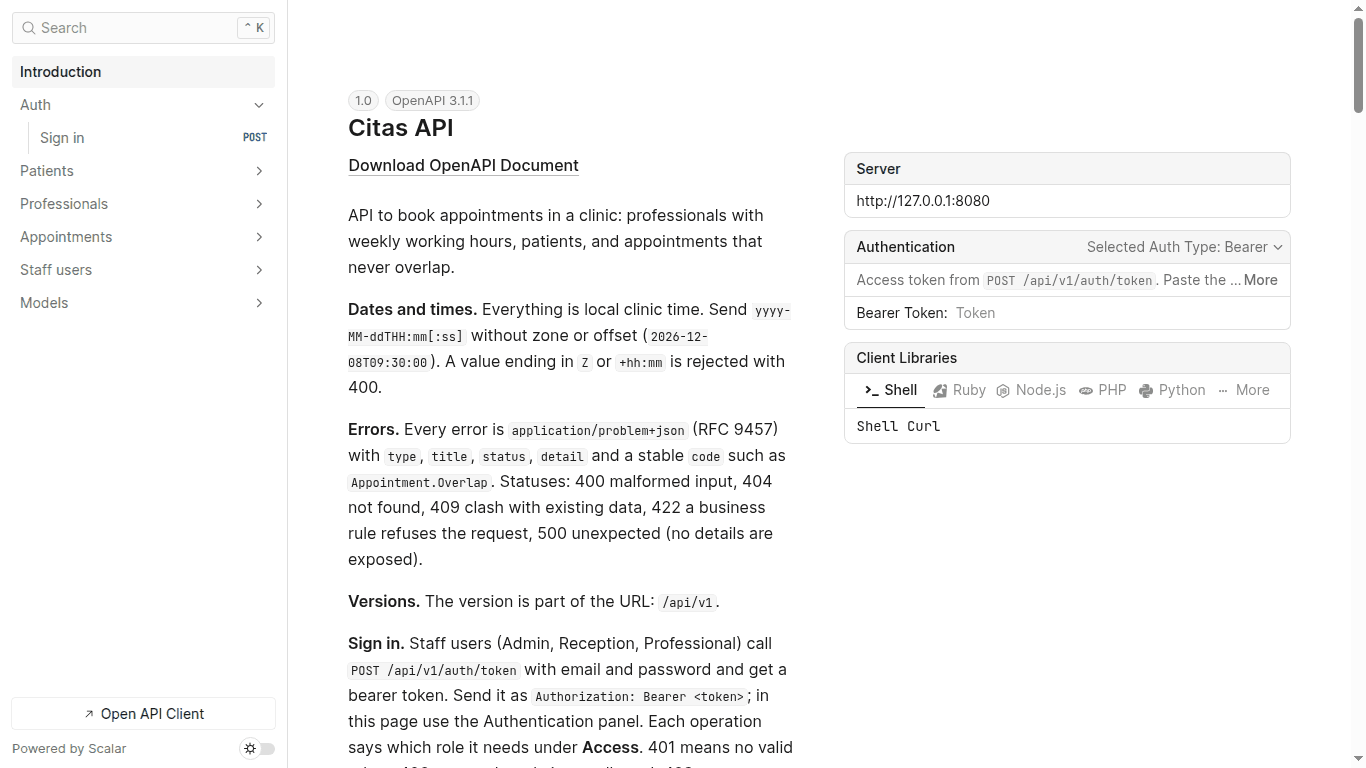 Search
⌃ K
Introduction
Auth
Sign in POST
Patients
Professionals
Appointments
Staff users
Models
Open API Client
Powered by Scalar
1.0 OpenAPI 3.1.1
Citas API
Download OpenAPI Document
API to book appointments in a clinic: professionals with
weekly working hours, patients, and appointments that
never overlap.
Dates and times. Everything is local clinic time. Send yyyy-
MM-ddTHH:mm[:ss] without zone or offset ( 2026-12-
08T09:30:00 ). A value ending in Z or +hh:mm is rejected with
400.
Errors. Every error is application/problem+json (RFC 9457)
with type , title , status , detail and a stable code such as
Appointment.Overlap . Statuses: 400 malformed input, 404
not found, 409 clash with existing data, 422 a business
rule refuses the request, 500 unexpected (no details are
exposed).
Versions. The version is part of the URL: /api/v1 .
Sign in. Staff users (Admin, Reception, Professional) call
POST /api/v1/auth/token with email and password and get a
bearer token. Send it as Authorization: Bearer <token> ; in
this page use the Authentication panel. Each operation
says which role it needs under Access. 401 means no valid
Server
http://127.0.0.1:8080
Authentication Selected Auth Type: Bearer
Access token from POST /api/v1/auth/token . Paste the ... More
Bearer Token: Token
Client Libraries
Shell Ruby Node.js PHP Python ··· More
Shell Curl